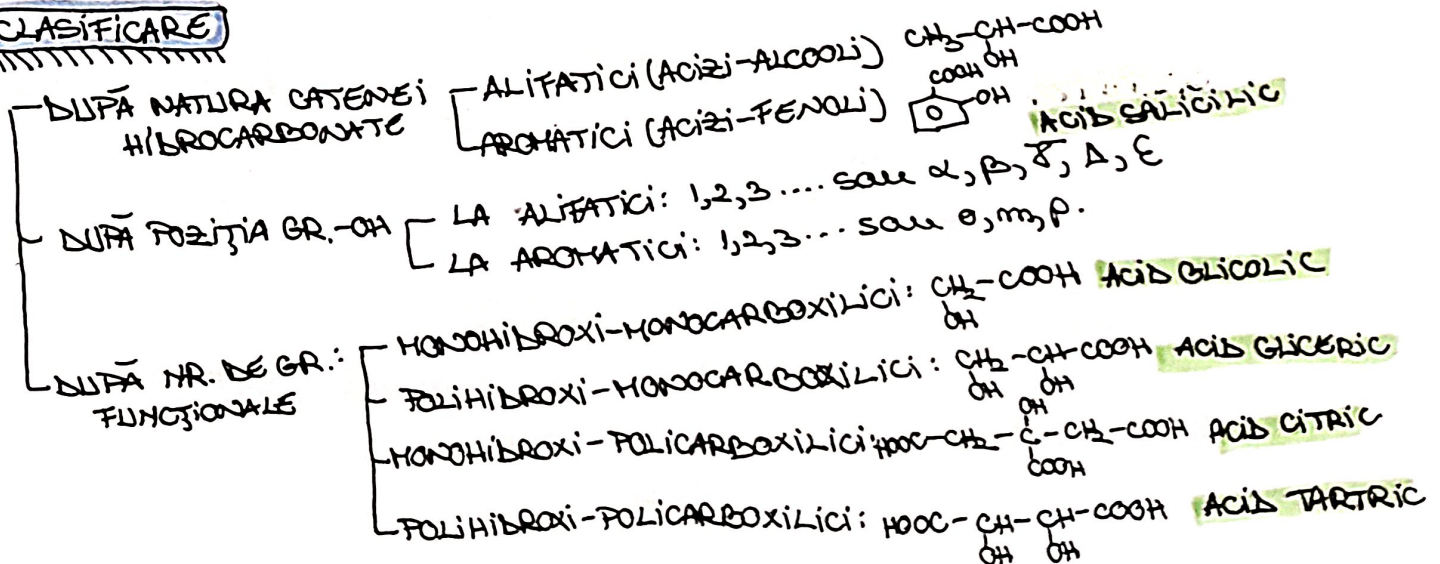 CLASIFICARE
DUPĂ NATURA CATENEI HIDROCARBONATE
ALIFATICI (ACIZI-ALCOOLI) CH3-CH-COOH
OH
AROMATICI (ACIZI-FENOLI) COOH
-OH ACID SALICILIC
DUPĂ POZIȚIA GR.-OH
LA ALIFATICI: 1,2,3.... sau α, β, γ, Δ, ε
LA AROMATICI: 1,2,3... sau o, m, p.
DUPĂ NR. DE GR.: FUNCȚIONALE
MONOHIDROXI-MONOCARBOXILICI: CH2-COOH ACID GLICOLIC
OH
POLIHIDROXI-MONOCARBOXILICI: CH2-CH-COOH ACID GLICERIC
OH OH
OH
MONOHIDROXI-POLICARBOXILICI: HOOC-CH2-C-CH2-COOH ACID CITRIC
COOH
POLIHIDROXI-POLICARBOXILICI: HOOC-CH-CH-COOH ACID TARTRIC
OH OH